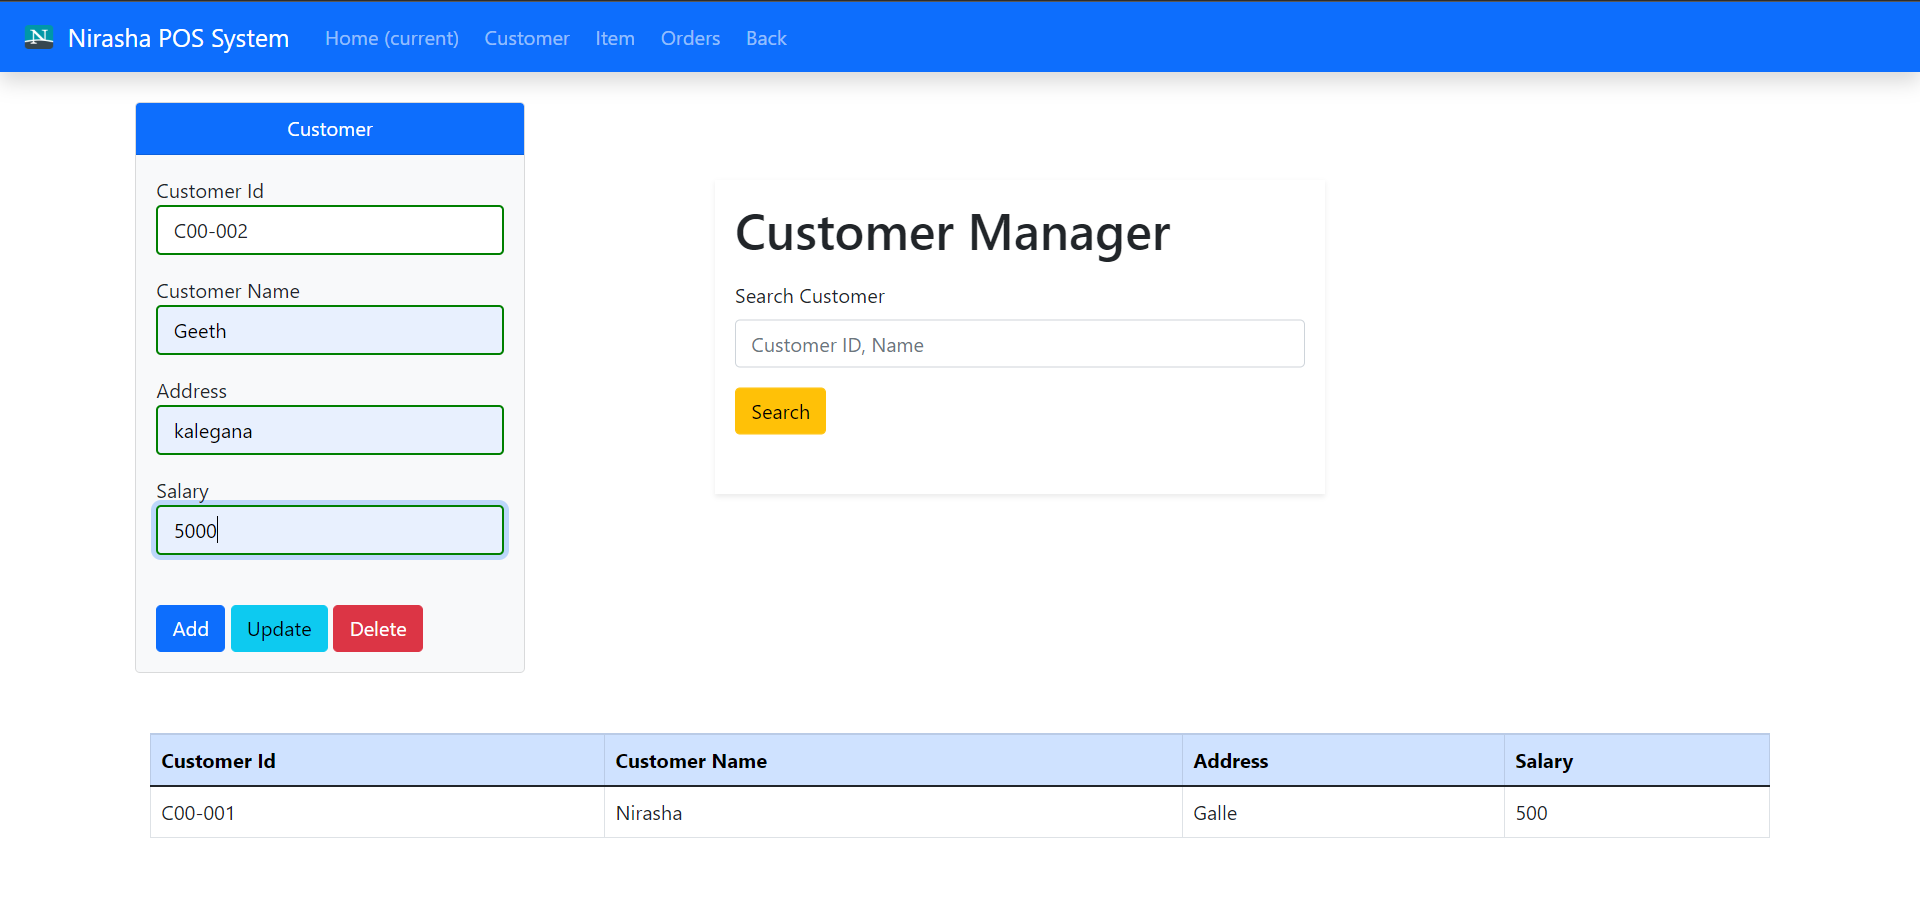 N Nirasha POS System Home (current) Customer Item Orders Back
Customer
Customer Id
C00-002
Customer Name
Geeth
Address
kalegana
Salary
5000
Add Update Delete
Customer Manager
Search Customer
Customer ID, Name
Search
Customer Id Customer Name Address Salary
C00-001 Nirasha Galle 500